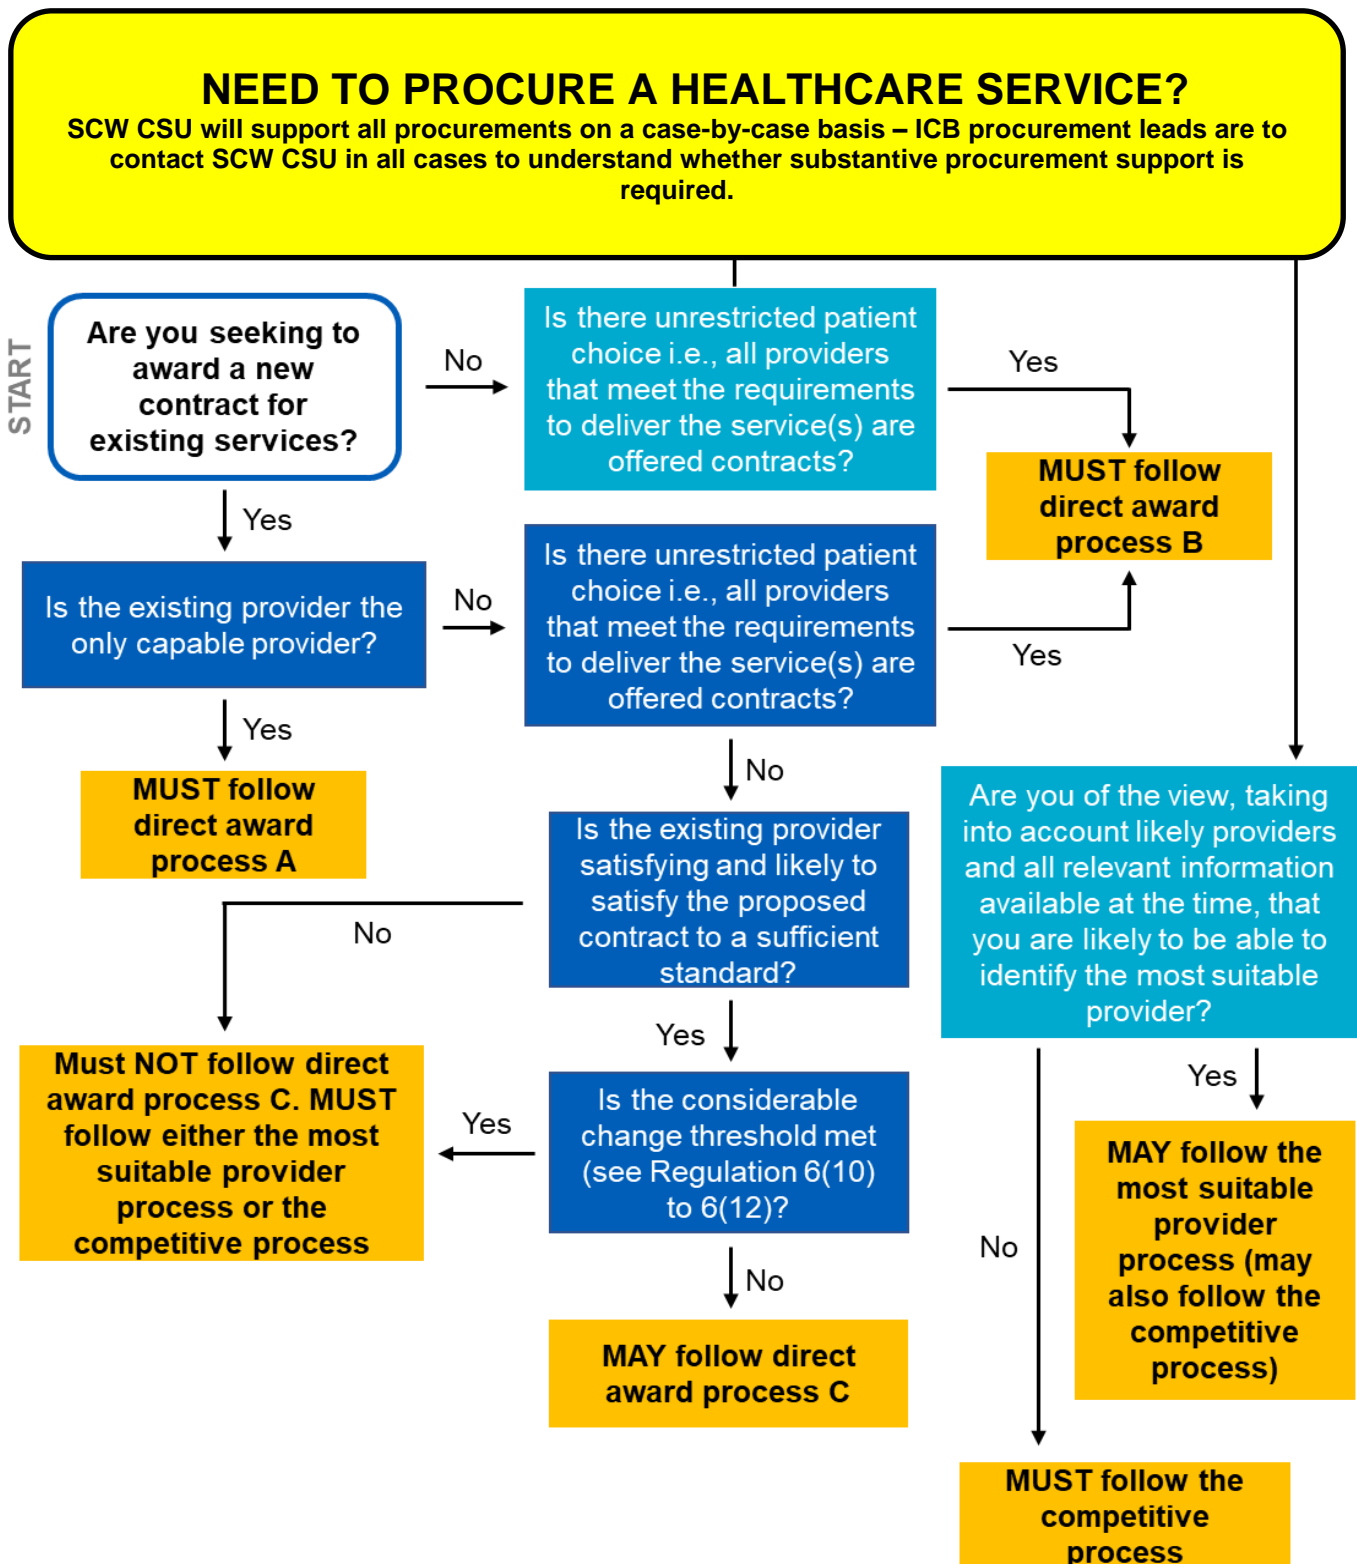 NEED TO PROCURE A HEALTHCARE SERVICE?
SCW CSU will support all procurements on a case-by-case basis – ICB procurement leads are to
contact SCW CSU in all cases to understand whether substantive procurement support is
required.
START
Are you seeking to
award a new
contract for
existing services?
No
Is there unrestricted patient
choice i.e., all providers
that meet the requirements
to deliver the service(s) are
offered contracts?
Yes
MUST follow
direct award
process B
Yes
Is the existing provider the
only capable provider?
No
Is there unrestricted patient
choice i.e., all providers
that meet the requirements
to deliver the service(s) are
offered contracts?
Yes
Yes
MUST follow
direct award
process A
No
Is the existing provider
satisfying and likely to
satisfy the proposed
contract to a sufficient
standard?
No
Are you of the view, taking
into account likely providers
and all relevant information
available at the time, that
you are likely to be able to
identify the most suitable
provider?
Yes
Must NOT follow direct
award process C. MUST
follow either the most
suitable provider
process or the
competitive process
Yes
Is the considerable
change threshold met
(see Regulation 6(10)
to 6(12)?
Yes
MAY follow the
most suitable
provider
process (may
also follow the
competitive
process)
No
No
MAY follow direct
award process C
MUST follow the
competitive
process